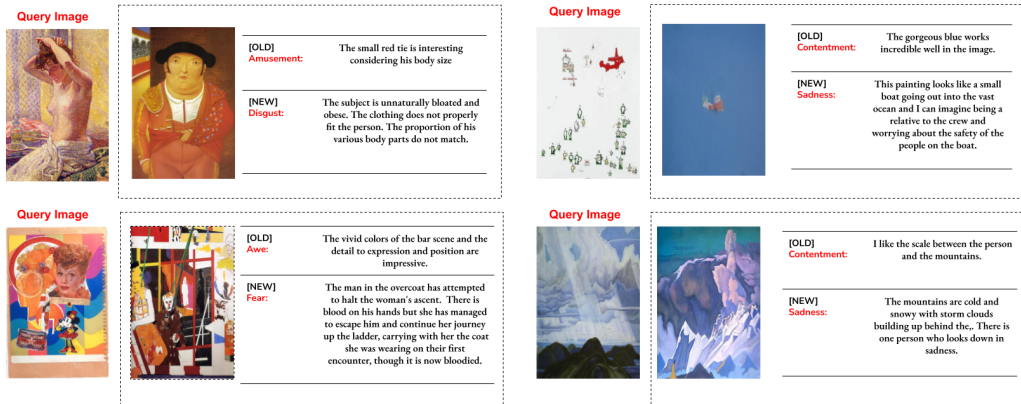 Query Image
[OLD]
Amusement:
The small red tie is interesting
considering his body size
[NEW]
Disgust:
The subject is unnaturally bloated and
obese. The clothing does not properly
fit the person. The proportion of his
various body parts do not match.
Query Image
[OLD]
Contentment:
The gorgeous blue works
incredible well in the image.
[NEW]
Sadness:
This painting looks like a small
boat going out into the vast
ocean and I can imagine being a
relative to the crew and
worrying about the safety of the
people on the boat.
Query Image
[OLD]
Awe:
The vivid colors of the bar scene and the
detail to expression and position are
impressive.
[NEW]
Fear:
The man in the overcoat has attempted
to halt the woman's ascent. There is
blood on his hands but she has managed
to escape him and continue her journey
up the ladder, carrying with her the coat
she was wearing on their first
encounter, though it is now bloodied.
Query Image
[OLD]
Contentment:
I like the scale between the person
and the mountains.
[NEW]
Sadness:
The mountains are cold and
snowy with storm clouds
building up behind the,. There is
one person who looks down in
sadness.